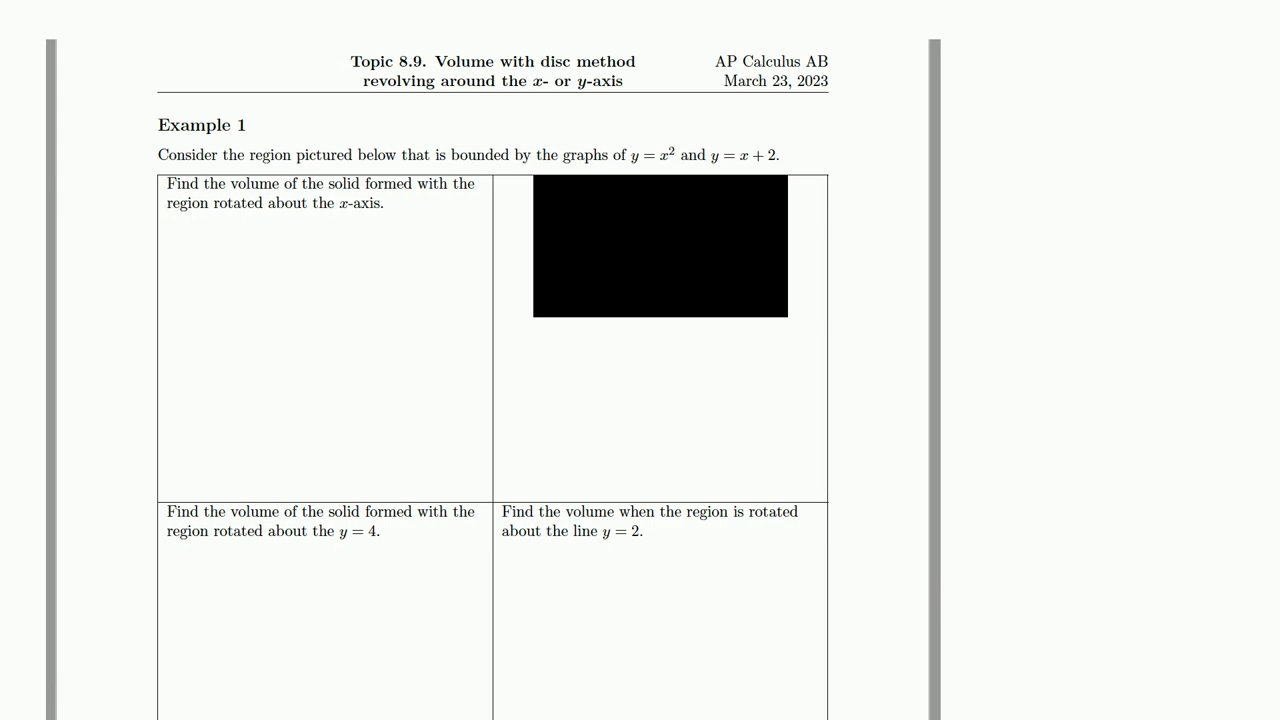 Topic 8.9. Volume with disc method
revolving around the x- or y-axis
AP Calculus AB
March 23, 2023
Example 1
Consider the region pictured below that is bounded by the graphs of y = x² and y = x + 2.
Find the volume of the solid formed with the
region rotated about the x-axis.
Find the volume of the solid formed with the
region rotated about the y = 4.
Find the volume when the region is rotated
about the line y = 2.